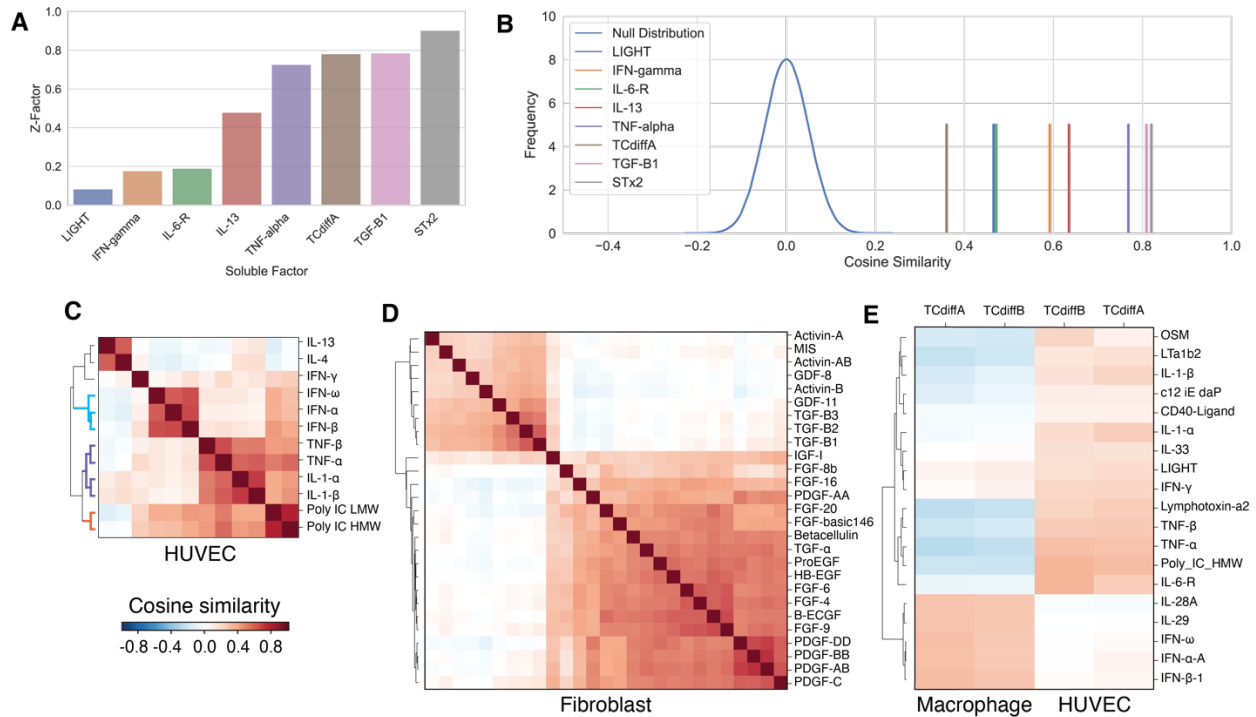 A
1.0
0.8
0.6
0.4
0.2
0.0
Z-Factor
LIGHT
IFN-gamma
IL-6-R
IL-13
TNF-alpha
TCdiffA
TGF-B1
STx2
Soluble Factor
B
10
8
6
4
2
0
Frequency
Null Distribution
LIGHT
IFN-gamma
IL-6-R
IL-13
TNF-alpha
TCdiffA
TGF-B1
STx2
-0.4
-0.2
0.0
0.2
0.4
0.6
0.8
1.0
Cosine Similarity
C
IL-13
IL-4
IFN-γ
IFN-ω
IFN-α
IFN-β
TNF-β
TNF-α
IL-1-α
IL-1-β
Poly IC LMW
Poly IC HMW
HUVEC
Cosine similarity
-0.8 -0.4 0.0 0.4 0.8
D
Activin-A
MIS
Activin-AB
GDF-8
Activin-B
GDF-11
TGF-B3
TGF-B2
TGF-B1
IGF-I
FGF-8b
FGF-16
PDGF-AA
FGF-20
FGF-basic146
Betacellulin
TGF-α
ProEGF
HB-EGF
FGF-6
FGF-4
B-ECGF
FGF-9
PDGF-DD
PDGF-BB
PDGF-AB
PDGF-C
Fibroblast
E
TCdiffA TCdiffB TCdiffB TCdiffA
OSM
LTa1b2
IL-1-β
c12 iE daP
CD40-Ligand
IL-1-α
IL-33
LIGHT
IFN-γ
Lymphotoxin-a2
TNF-β
TNF-α
Poly_IC_HMW
IL-6-R
IL-28A
IL-29
IFN-ω
IFN-α-A
IFN-β-1
Macrophage HUVEC